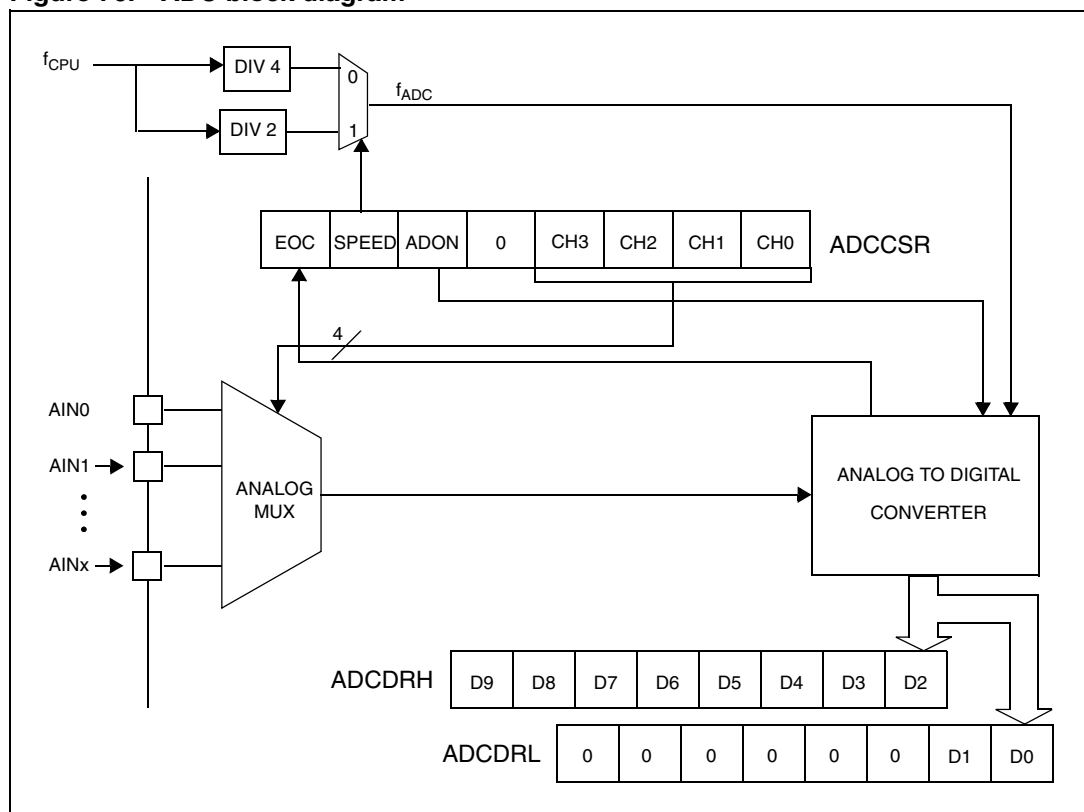 Figure 70. ADC block diagram
fCPU
DIV 4
0
fADC
DIV 2
1
EOC SPEED ADON 0 CH3 CH2 CH1 CH0 ADCCSR
4
AIN0
AIN1
ANALOG
MUX
ANALOG TO DIGITAL
CONVERTER
AINx
ADCDRH D9 D8 D7 D6 D5 D4 D3 D2
ADCDRL 0 0 0 0 0 0 D1 D0